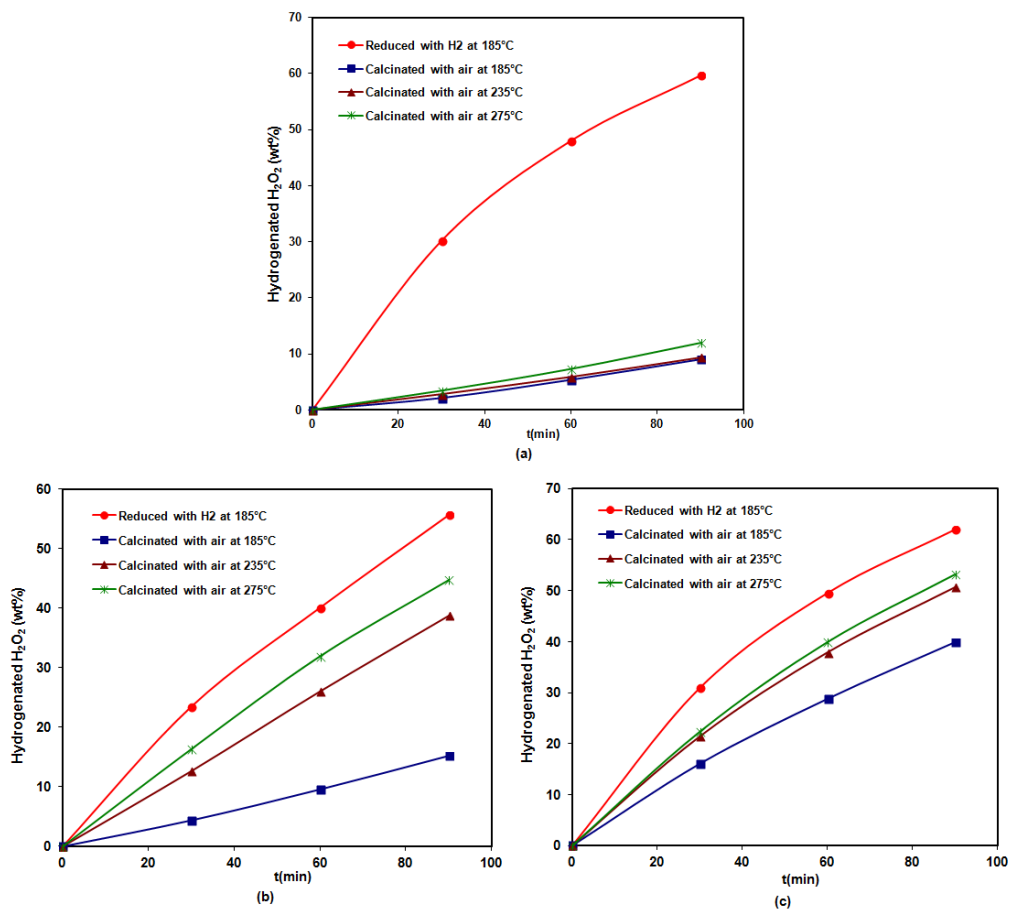 70
60
50
40
30
20
10
0
Hydrogenated H₂O₂ (wt%)
Reduced with H2 at 185°C
Calcinated with air at 185°C
Calcinated with air at 235°C
Calcinated with air at 275°C
0 20 40 60 80 100
t(min)
(a)
60
50
40
30
20
10
0
Hydrogenated H₂O₂ (wt%)
Reduced with H2 at 185°C
Calcinated with air at 185°C
Calcinated with air at 235°C
Calcinated with air at 275°C
0 20 40 60 80 100
t(min)
(b)
70
60
50
40
30
20
10
0
Hydrogenated H₂O₂ (wt%)
Reduced with H2 at 185°C
Calcinated with air at 185°C
Calcinated with air at 235°C
Calcinated with air at 275°C
0 20 40 60 80 100
t(min)
(c)